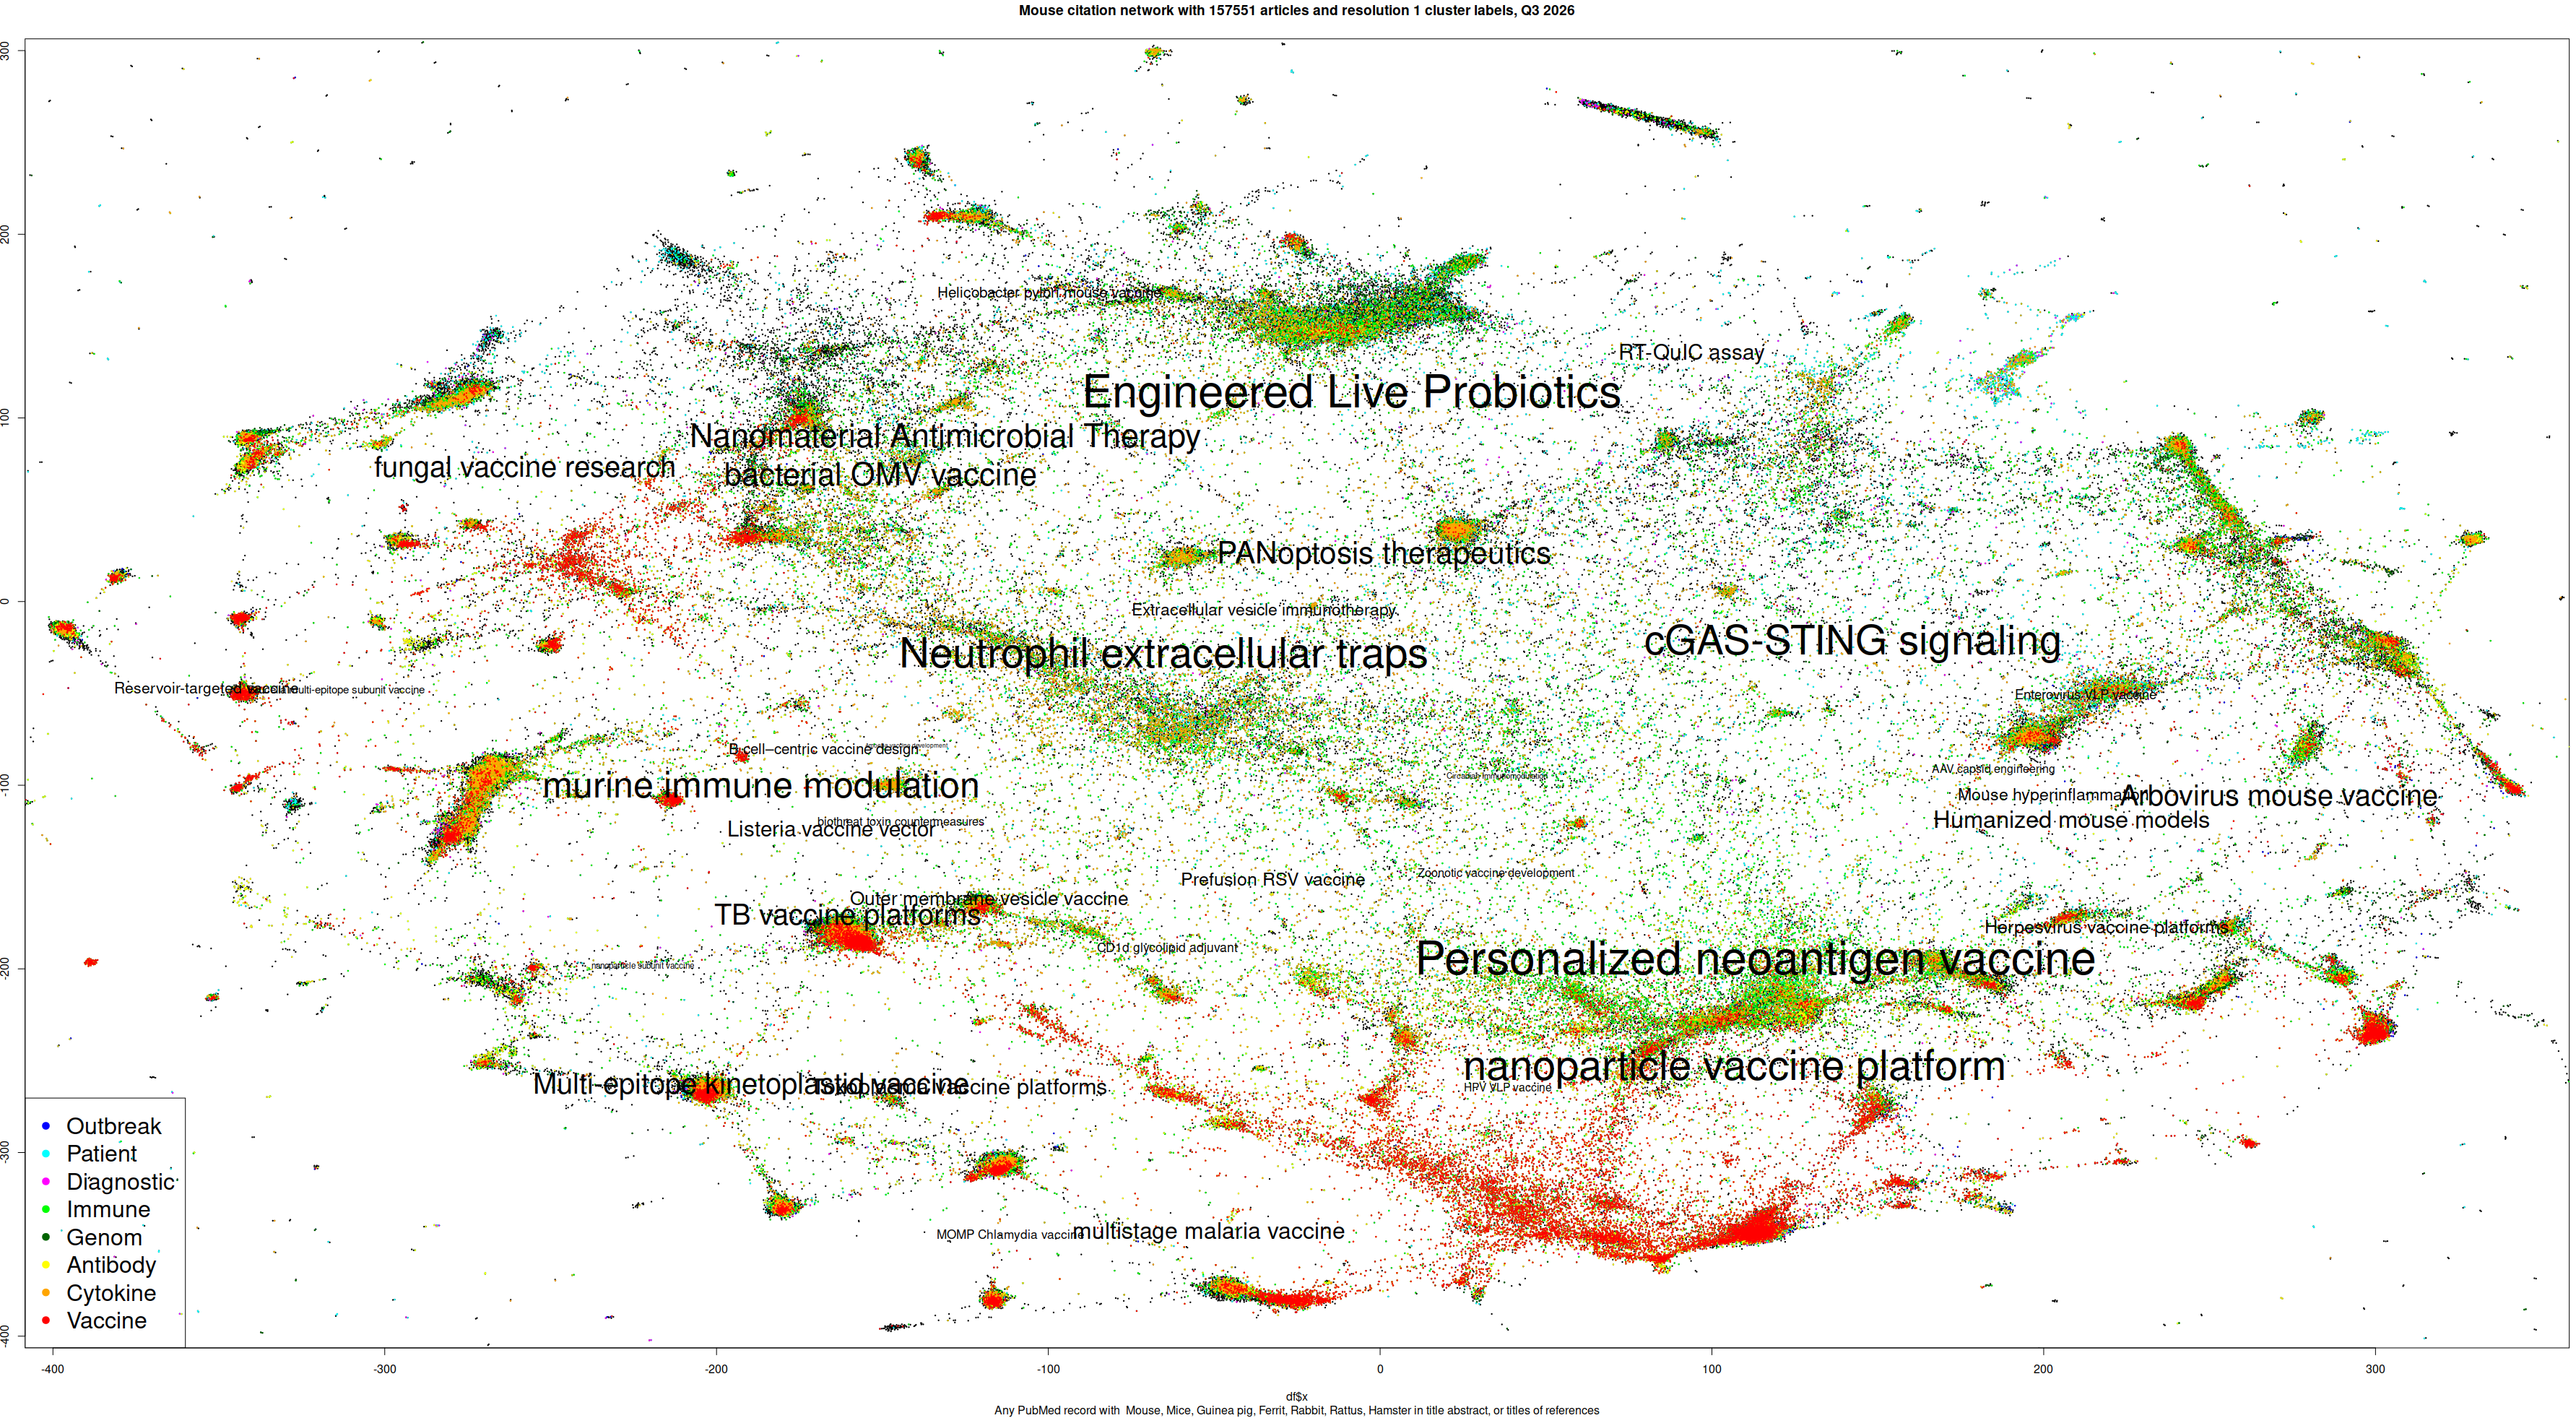 Mouse citation network with 157551 articles and resolution 1 cluster labels, Q3 2026
300
200
100
0
-100
-200
-300
-400
Helicobacter pylori mouse vaccine
RT-QuIC assay
Engineered Live Probiotics
Nanomaterial Antimicrobial Therapy
fungal vaccine research
bacterial OMV vaccine
PANoptosis therapeutics
Extracellular vesicle immunotherapy
Neutrophil extracellular traps
cGAS-STING signaling
Reservoir-targeted vaccine
multi-epitope subunit vaccine
Enterovirus VLP vaccine
B cell–centric vaccine design
AAV capsid engineering
Circadian immunomodulation
murine immune modulation
Mouse hyperinflammation
Arbovirus mouse vaccine
biothreat toxin countermeasures
Listeria vaccine vector
Humanized mouse models
Prefusion RSV vaccine
Zoonotic vaccine development
Outer membrane vesicle vaccine
TB vaccine platforms
Herpesvirus vaccine platforms
CD1d glycolipid adjuvant
Personalized neoantigen vaccine
nanoparticle subunit vaccine
nanoparticle vaccine platform
Multi-epitope kinetoplastid vaccine
Toxoplasma vaccine platforms
HPV VLP vaccine
MOMP Chlamydia vaccine
multistage malaria vaccine
Outbreak
Patient
Diagnostic
Immune
Genom
Antibody
Cytokine
Vaccine
-400
-300
-200
-100
0
100
200
300
df$x
Any PubMed record with  Mouse, Mice, Guinea pig, Ferrit, Rabbit, Rattus, Hamster in title abstract, or titles of references